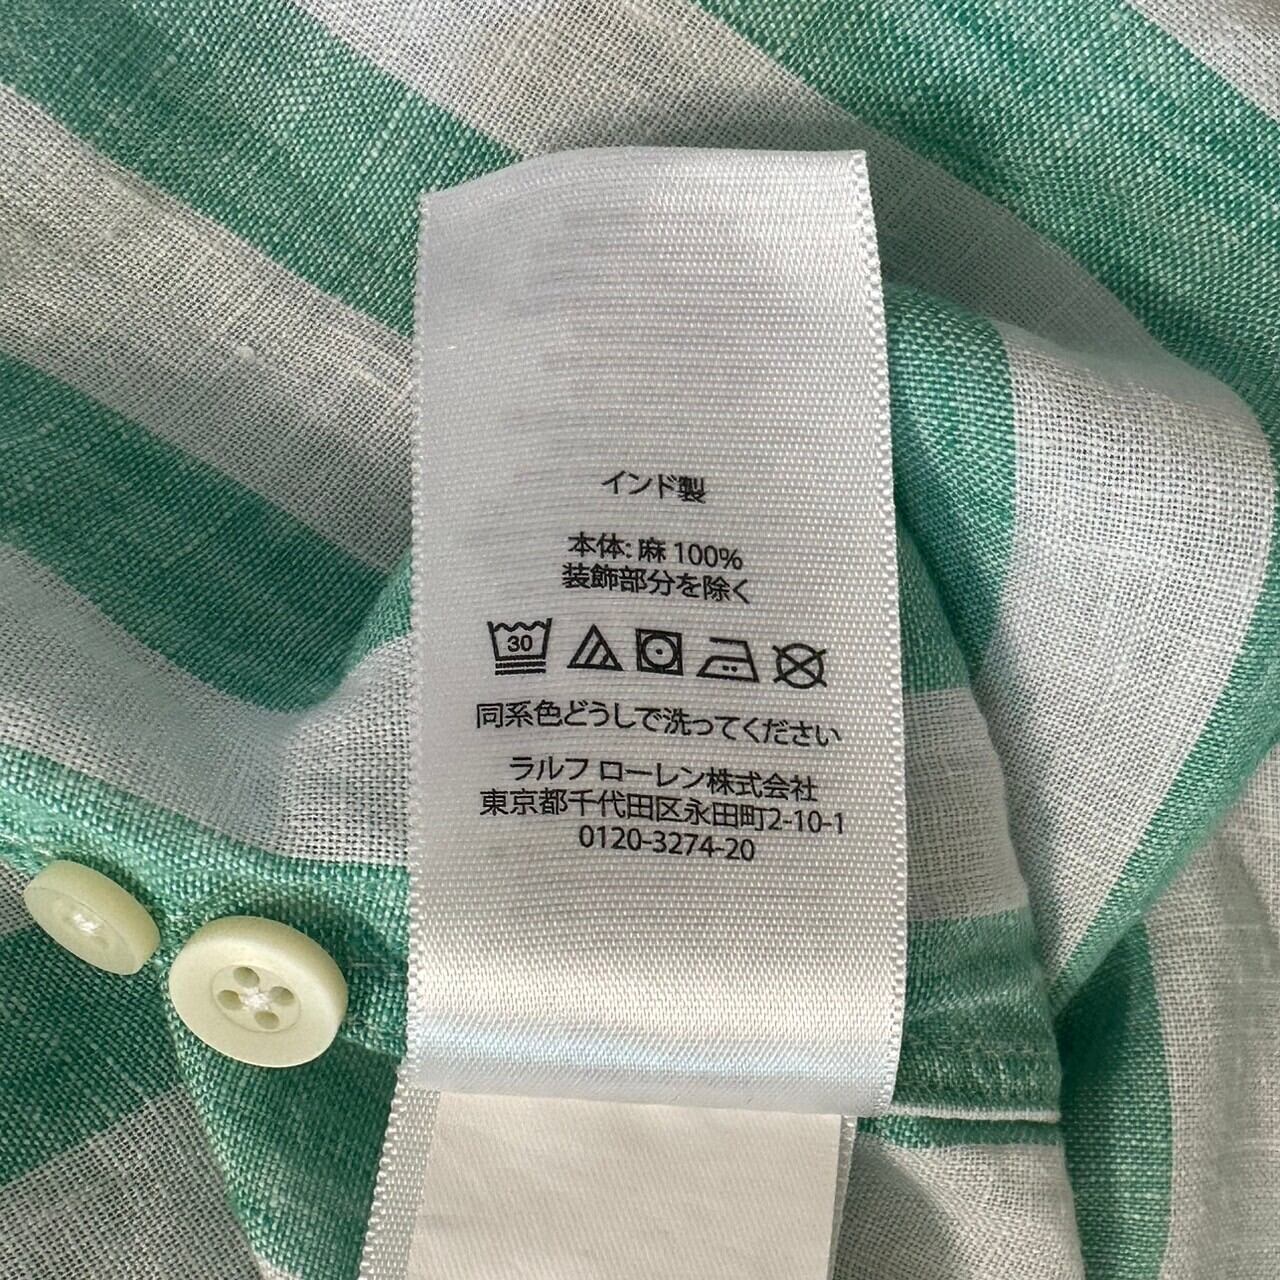 インド製
本体: 麻 100%
装飾部分を除く
30
同系色どうしで洗ってください
ラルフ ローレン株式会社
東京都千代田区永田町2-10-1
0120-3274-20